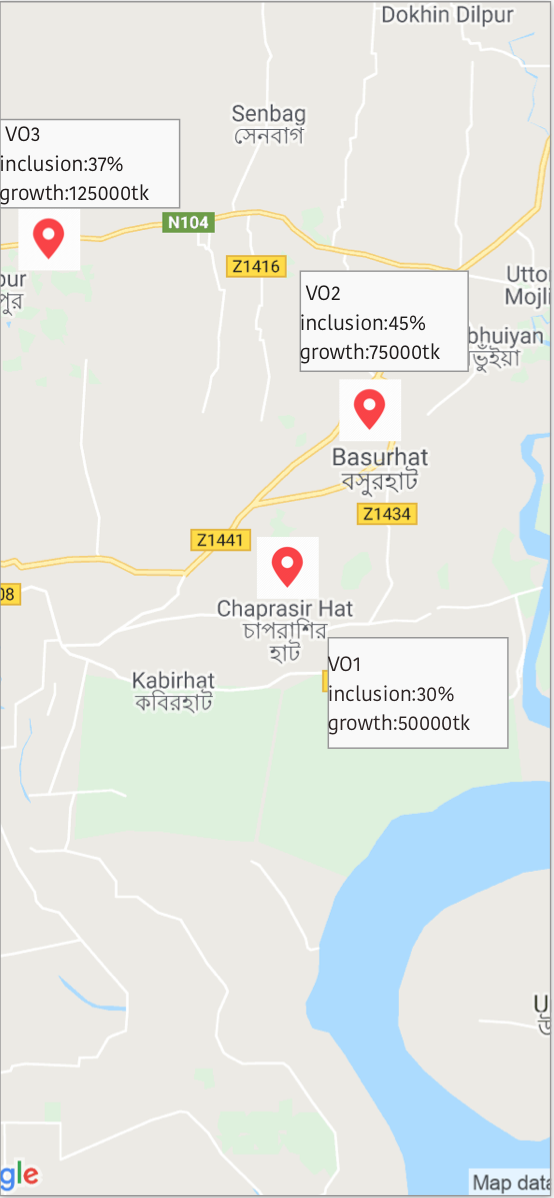 Dokhin Dilpur
Senbag
সেনবাগ
VO3
inclusion:37%
growth:125000tk
N104
Z1416
pur
পুর
VO2
inclusion:45%
growth:75000tk
Utto
Mojli
bhuiyan
ভুঁইয়া
Basurhat
বসুরহাট
Z1434
Z1441
08
Chaprasir Hat
চাপরাশির
হাট
VO1
inclusion:30%
growth:50000tk
Kabirhat
কবিরহাট
U
gle
Map data